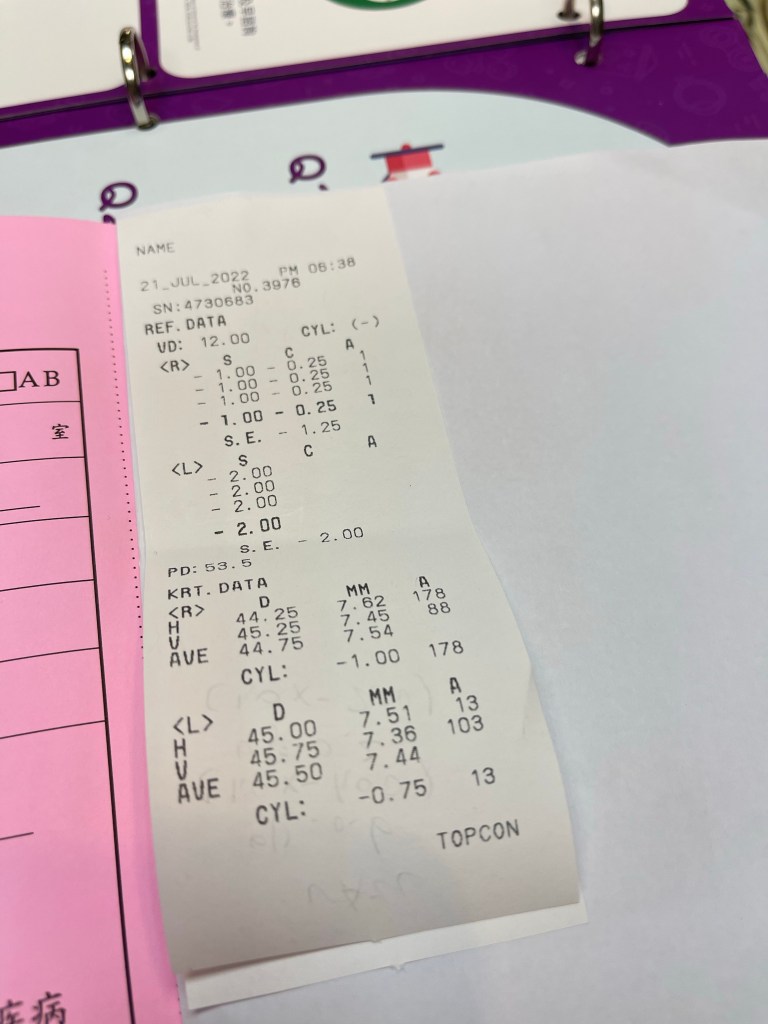 NAME
21_JUL_2022 PM 06:38
NO.3976
SN:4730683
REF.DATA
VD: 12.00 CYL: (-)
<R> S C A
- 1.00 - 0.25 1
- 1.00 - 0.25 1
- 1.00 - 0.25 1
- 1.00 - 0.25 1
S.E. - 1.25
<L> S C A
- 2.00
- 2.00
- 2.00
- 2.00
S.E. - 2.00
PD: 53.5
KRT.DATA
<R> D MM A
H 44.25 7.62 178
V 45.25 7.45 88
AVE 44.75 7.54
CYL: -1.00 178
<L> D MM A
H 45.00 7.51 13
V 45.75 7.36 103
AVE 45.50 7.44
CYL: -0.75 13
TOPCON
AB
室
疾病
Q
Q